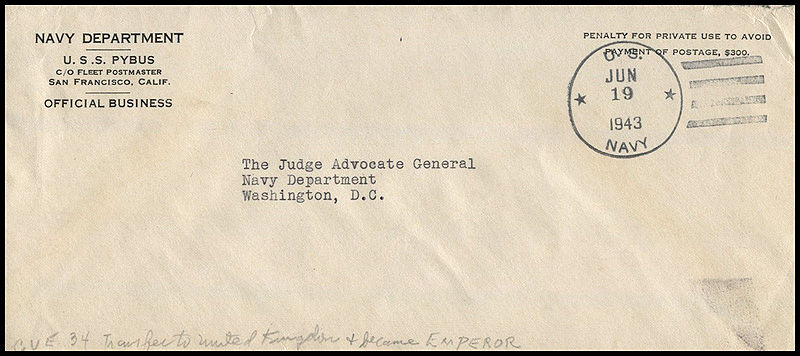 NAVY DEPARTMENT
U. S. S. PYBUS
C/O FLEET POSTMASTER
SAN FRANCISCO, CALIF.
OFFICIAL BUSINESS
PENALTY FOR PRIVATE USE TO AVOID
PAYMENT OF POSTAGE, $300.
U.S.
JUN
19
1943
NAVY
The Judge Advocate General
Navy Department
Washington, D.C.
CVE 34 transfer to United Kingdom & became EMPEROR